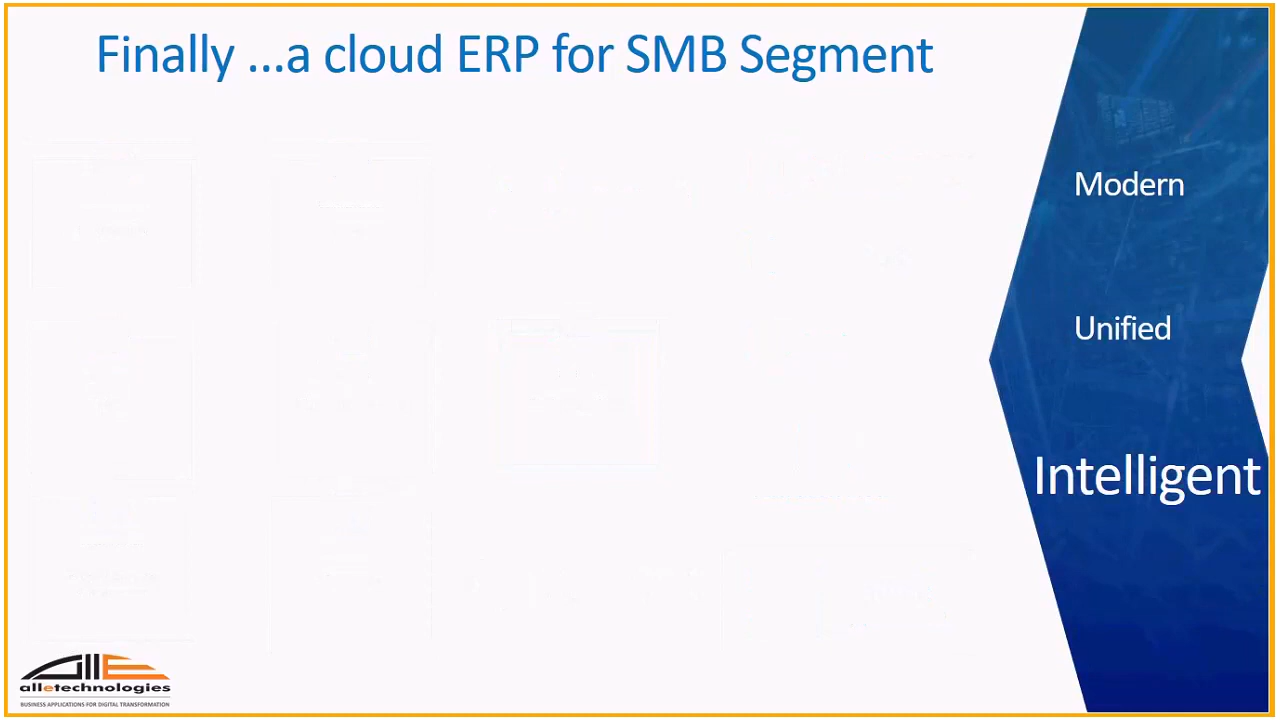 Finally ...a cloud ERP for SMB Segment
Modern
Unified
Intelligent
alletechnologies
BUSINESS APPLICATIONS FOR DIGITAL TRANSFORMATION